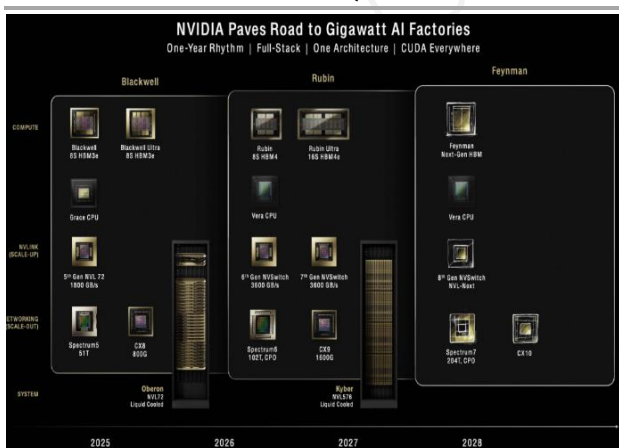 NVIDIA Paves Road to Gigawatt AI Factories
One-Year Rhythm | Full-Stack | One Architecture | CUDA Everywhere
Blackwell
Rubin
Feynman
COMPUTE
Blackwell
8S HBM3e
Blackwell Ultra
8S HBM3e
Rubin
8S HBM4
Rubin Ultra
16S HBM4e
Feynman
Next-Gen HBM
Grace CPU
Vera CPU
Vera CPU
NVLINK
(SCALE-UP)
5th Gen NVL 72
1800 GB/s
6th Gen NVSwitch
3600 GB/s
7th Gen NVSwitch
3600 GB/s
8th Gen NVSwitch
NVL-Next
ETWORKING
(SCALE-OUT)
Spectrum5
51T
CX8
800G
Spectrum6
102T, CPO
CX9
1600G
Spectrum7
204T, CPO
CX10
SYSTEM
Oberon
NVL72
Liquid Cooled
Kyber
NVL576
Liquid Cooled
2025
2026
2027
2028